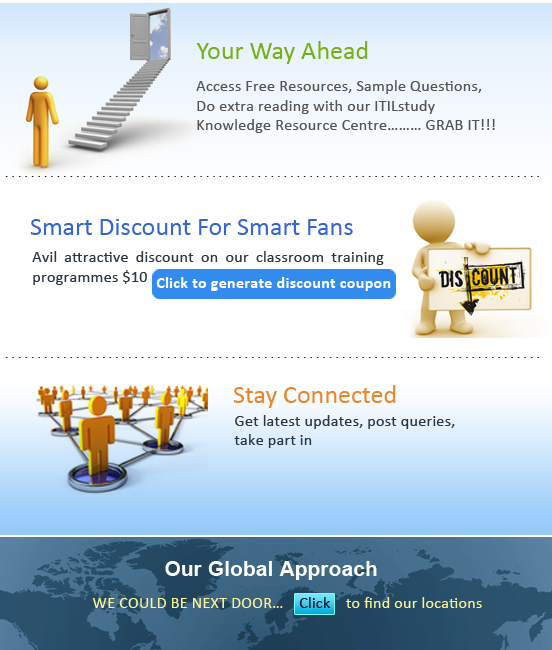 Your Way Ahead
Access Free Resources, Sample Questions,
Do extra reading with our ITILstudy
Knowledge Resource Centre......... GRAB IT!!!
Smart Discount For Smart Fans
Avil attractive discount on our classroom training
programmes $10 Click to generate discount coupon
DISCOUNT
Stay Connected
Get latest updates, post queries,
take part in
Our Global Approach
WE COULD BE NEXT DOOR... Click to find our locations